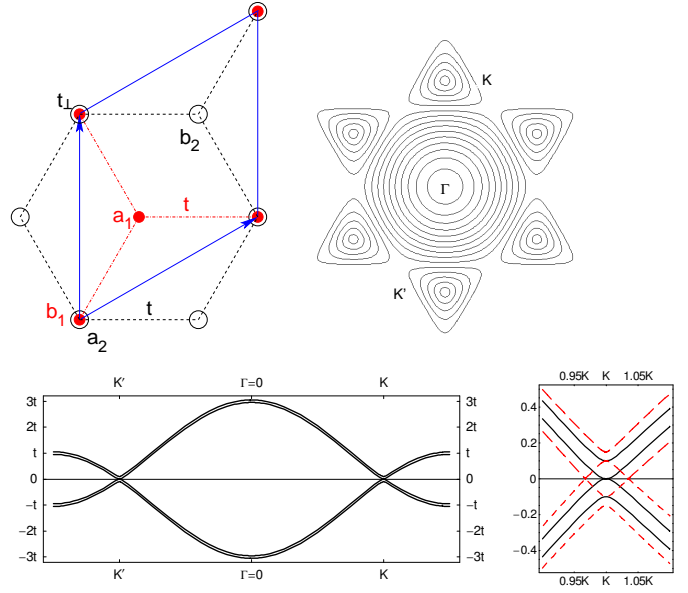 t⊥
b₂
a₁
t
b₁
t
a₂
K
Γ
K'
K′ Γ=0 K
3t 3t
2t 2t
t t
0 0
−t −t
−2t −2t
−3t −3t
K′ Γ=0 K
0.95K K 1.05K
0.4
0.2
0
−0.2
−0.4
0.95K K 1.05K